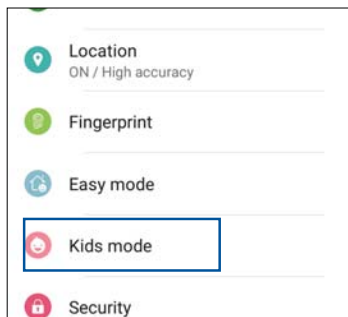 Location
ON / High accuracy
Fingerprint
Easy mode
Kids mode
Security